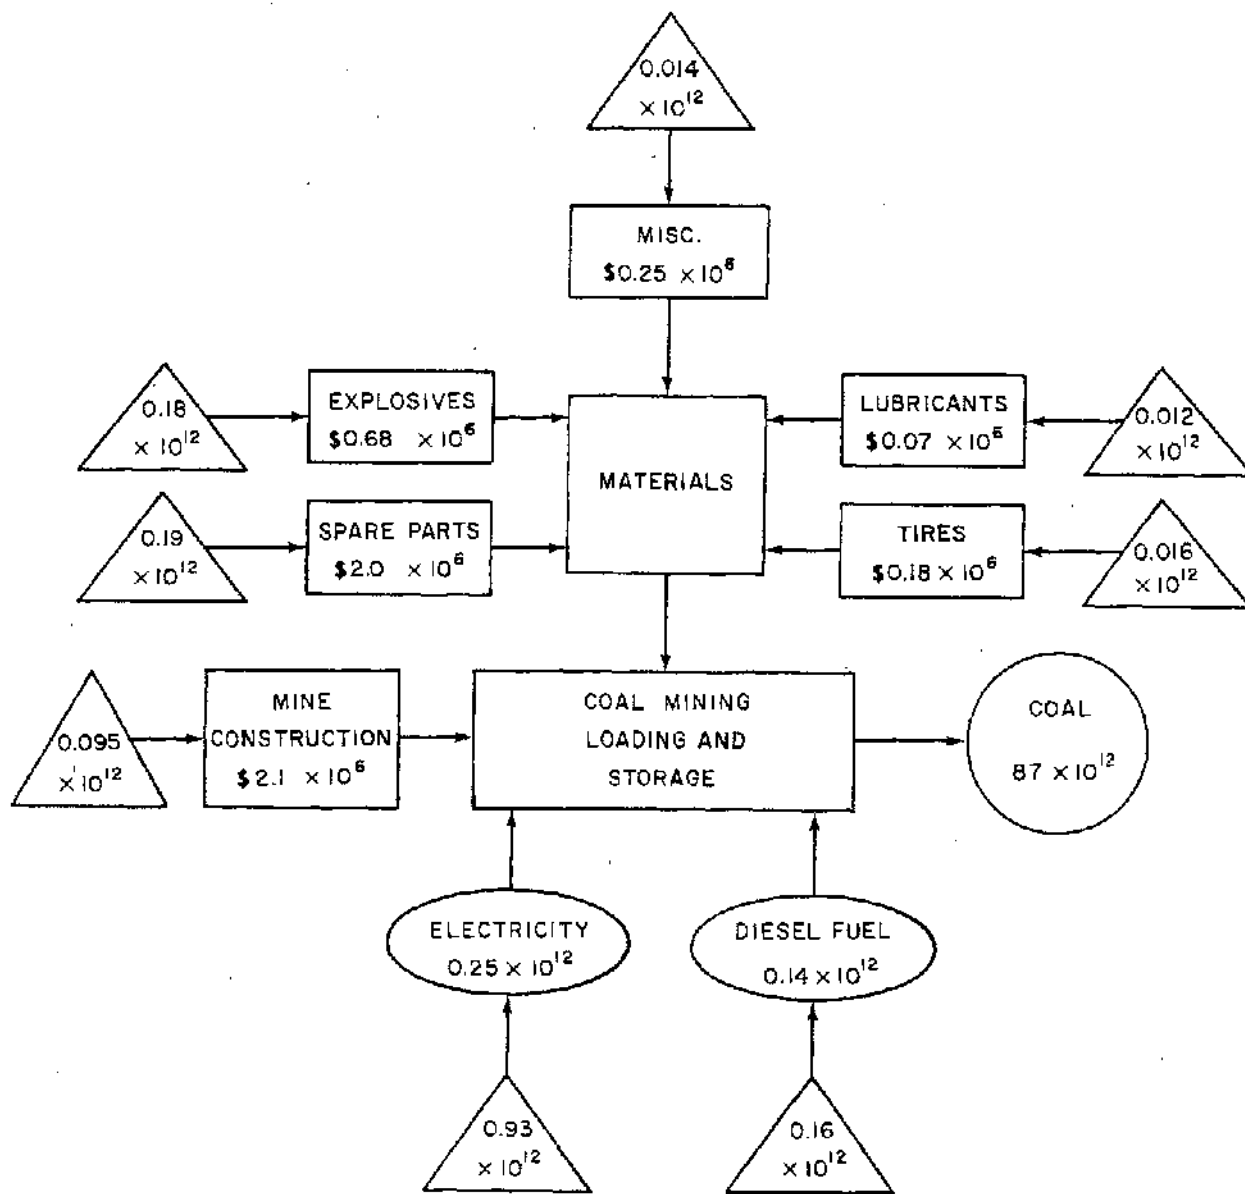 0.014
× 10¹²
MISC.
$0.25 × 10⁶
0.18
× 10¹²
EXPLOSIVES
$0.68 × 10⁶
MATERIALS
LUBRICANTS
$0.07 × 10⁶
0.012
× 10¹²
0.19
× 10¹²
SPARE PARTS
$2.0 × 10⁶
TIRES
$0.18 × 10⁶
0.016
× 10¹²
0.095
× 10¹²
MINE
CONSTRUCTION
$2.1 × 10⁶
COAL MINING
LOADING AND
STORAGE
COAL
87 × 10¹²
ELECTRICITY
0.25 × 10¹²
DIESEL FUEL
0.14 × 10¹²
0.93
× 10¹²
0.16
× 10¹²